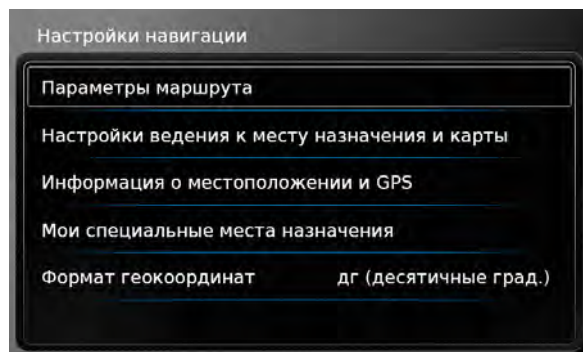 Настройки навигации
Параметры маршрута
Настройки ведения к месту назначения и карты
Информация о местоположении и GPS
Мои специальные места назначения
Формат геокоординат дг (десятичные град.)